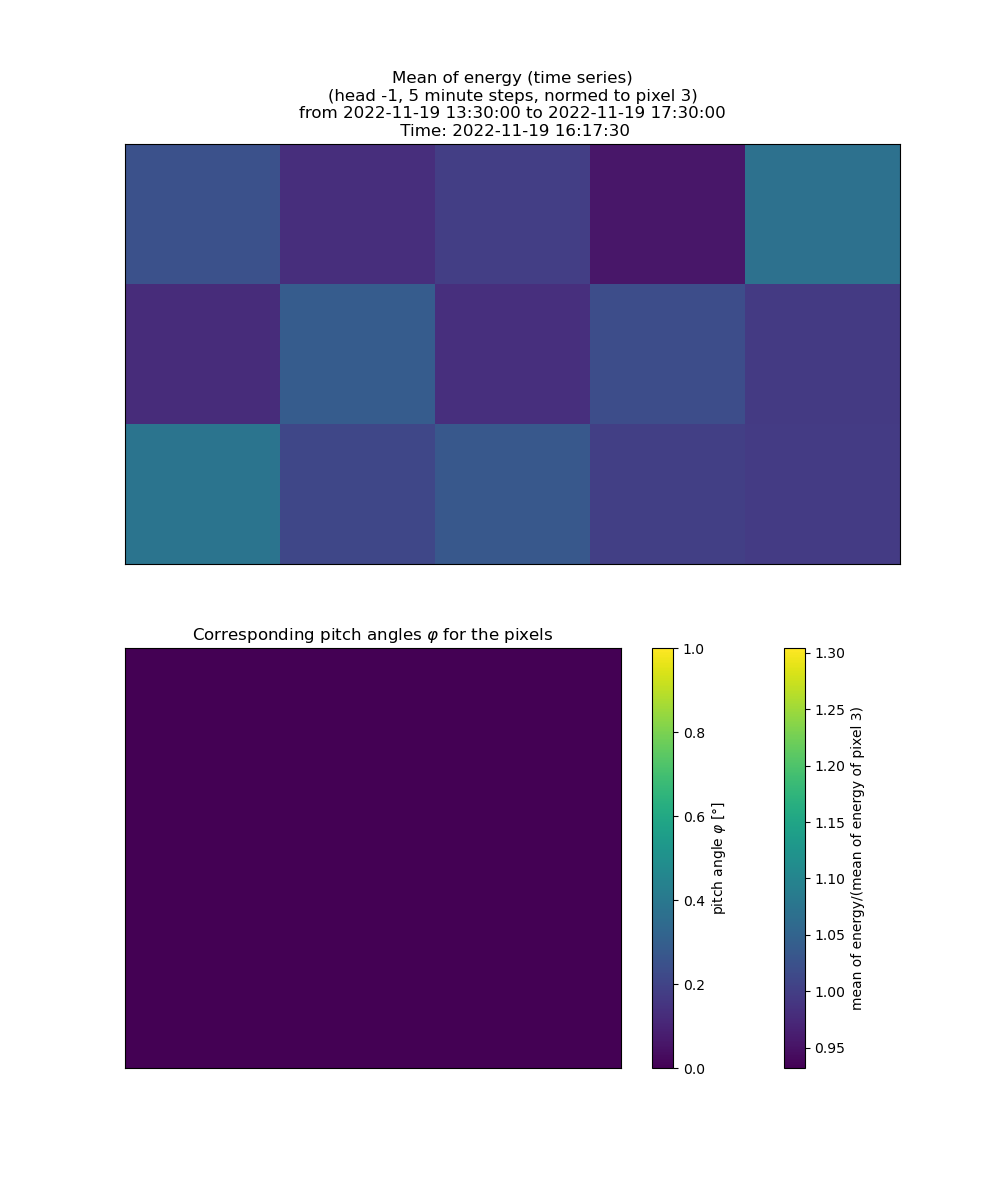 Mean of energy (time series)
(head -1, 5 minute steps, normed to pixel 3)
from 2022-11-19 13:30:00 to 2022-11-19 17:30:00
Time: 2022-11-19 16:17:30
Corresponding pitch angles φ for the pixels
1.0
0.8
0.6
0.4
0.2
0.0
pitch angle φ [°]
1.30
1.25
1.20
1.15
1.10
1.05
1.00
0.95
mean of energy/(mean of energy of pixel 3)